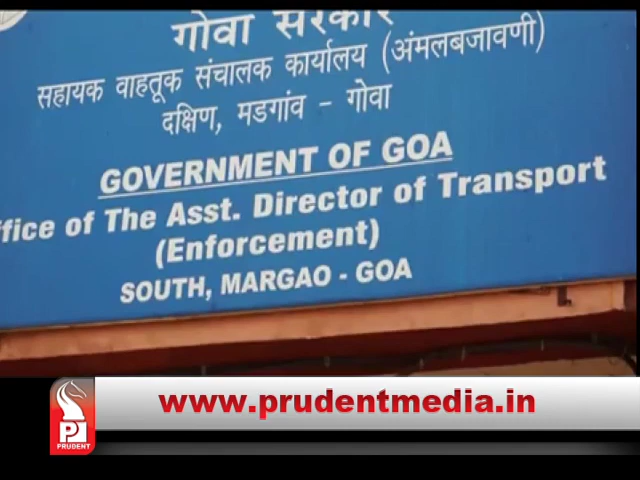 गोवा सरकार
सहायक वाहतूक संचालक कार्यालय (अंमलबजावणी)
दक्षिण, मडगांव - गोवा
GOVERNMENT OF GOA
ffice of The Asst. Director of Transport
(Enforcement)
SOUTH, MARGAO - GOA
www.prudentmedia.in
PRUDENT